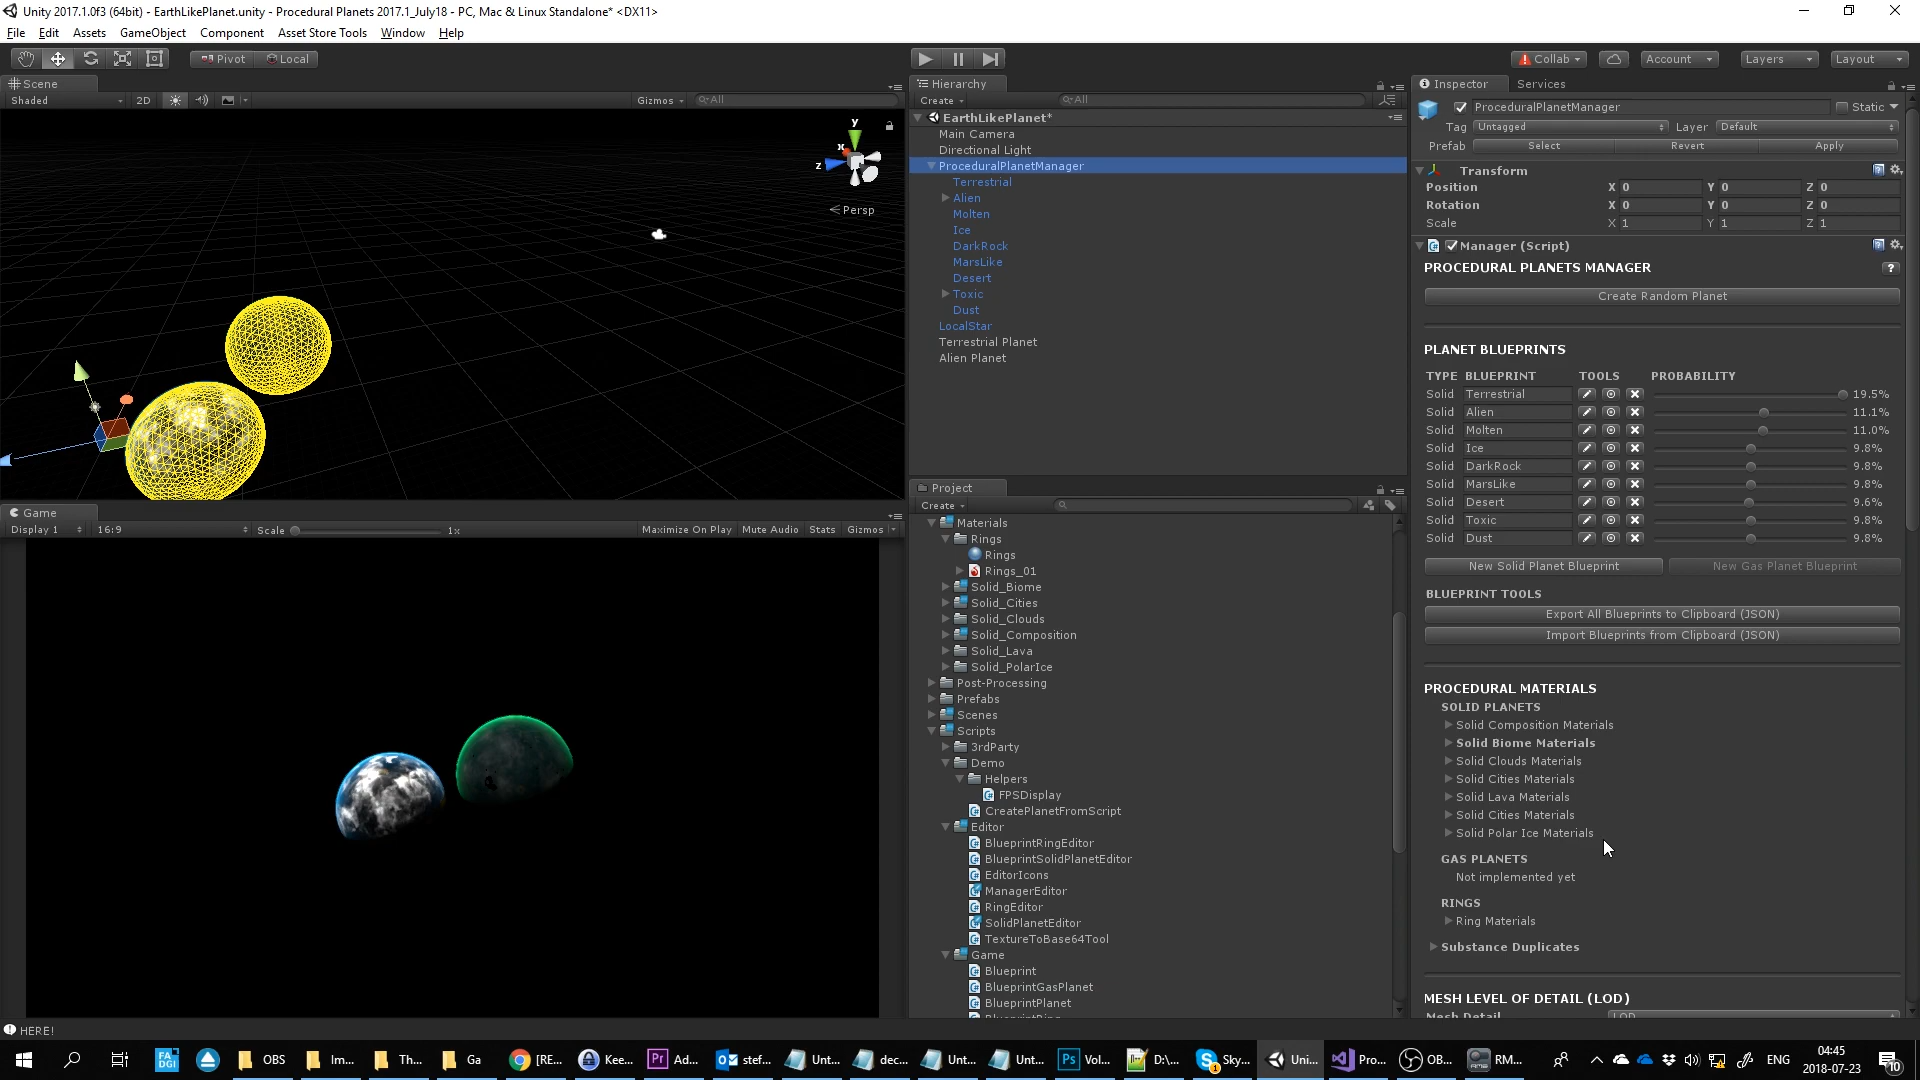 Unity 2017.1.0f3 (64bit) - EarthLikePlanet.unity - Procedural Planets 2017.1_July18 - PC, Mac & Linux Standalone* <DX11>
File Edit Assets GameObject Component Asset Store Tools Window Help
Pivot Local
Collab Account Layers Layout
Scene
Shaded 2D Gizmos All
y
x
z
Persp
Game
Display 1 16:9 Scale 1x Maximize On Play Mute Audio Stats Gizmos
Hierarchy
Create All
EarthLikePlanet*
Main Camera
Directional Light
ProceduralPlanetManager
Terrestrial
Alien
Molten
Ice
DarkRock
MarsLike
Desert
Toxic
Dust
LocalStar
Terrestrial Planet
Alien Planet
Project
Create
Materials
Rings
Rings
Rings_01
Solid_Biome
Solid_Cities
Solid_Clouds
Solid_Composition
Solid_Lava
Solid_PolarIce
Post-Processing
Prefabs
Scenes
Scripts
3rdParty
Demo
Helpers
FPSDisplay
CreatePlanetFromScript
Editor
BlueprintRingEditor
BlueprintSolidPlanetEditor
EditorIcons
ManagerEditor
RingEditor
SolidPlanetEditor
TextureToBase64Tool
Game
Blueprint
BlueprintGasPlanet
BlueprintPlanet
BlueprintRing
Inspector Services
ProceduralPlanetManager Static
Tag Untagged Layer Default
Prefab Select Revert Apply
Transform
Position X 0 Y 0 Z 0
Rotation X 0 Y 0 Z 0
Scale X 1 Y 1 Z 1
Manager (Script)
PROCEDURAL PLANETS MANAGER ?
Create Random Planet
PLANET BLUEPRINTS
TYPE BLUEPRINT TOOLS PROBABILITY
Solid Terrestrial 19.5%
Solid Alien 11.1%
Solid Molten 11.0%
Solid Ice 9.8%
Solid DarkRock 9.8%
Solid MarsLike 9.8%
Solid Desert 9.6%
Solid Toxic 9.8%
Solid Dust 9.8%
New Solid Planet Blueprint New Gas Planet Blueprint
BLUEPRINT TOOLS
Export All Blueprints to Clipboard (JSON)
Import Blueprints from Clipboard (JSON)
PROCEDURAL MATERIALS
SOLID PLANETS
Solid Composition Materials
Solid Biome Materials
Solid Clouds Materials
Solid Cities Materials
Solid Lava Materials
Solid Cities Materials
Solid Polar Ice Materials
GAS PLANETS
Not implemented yet
RINGS
Ring Materials
Substance Duplicates
MESH LEVEL OF DETAIL (LOD)
Mesh Detail LOD
HERE!
FA
DGI
OBS Im... Th... Ga [RE... Kee... Pr Ad... stef... Unt... dec... Unt... Unt... Ps Vol... D:\... Sky... Uni... Pro... OB... RM... ENG
04:45
2018-07-23
10